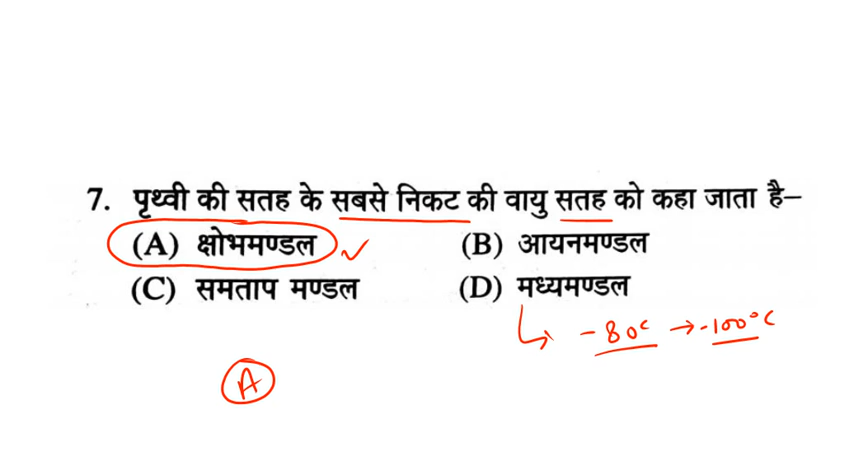 7. पृथ्वी की सतह के सबसे निकट की वायु सतह को कहा जाता है–
(A) क्षोभमण्डल (B) आयनमण्डल
(C) समताप मण्डल (D) मध्यमण्डल
-80°C → -100°C
A